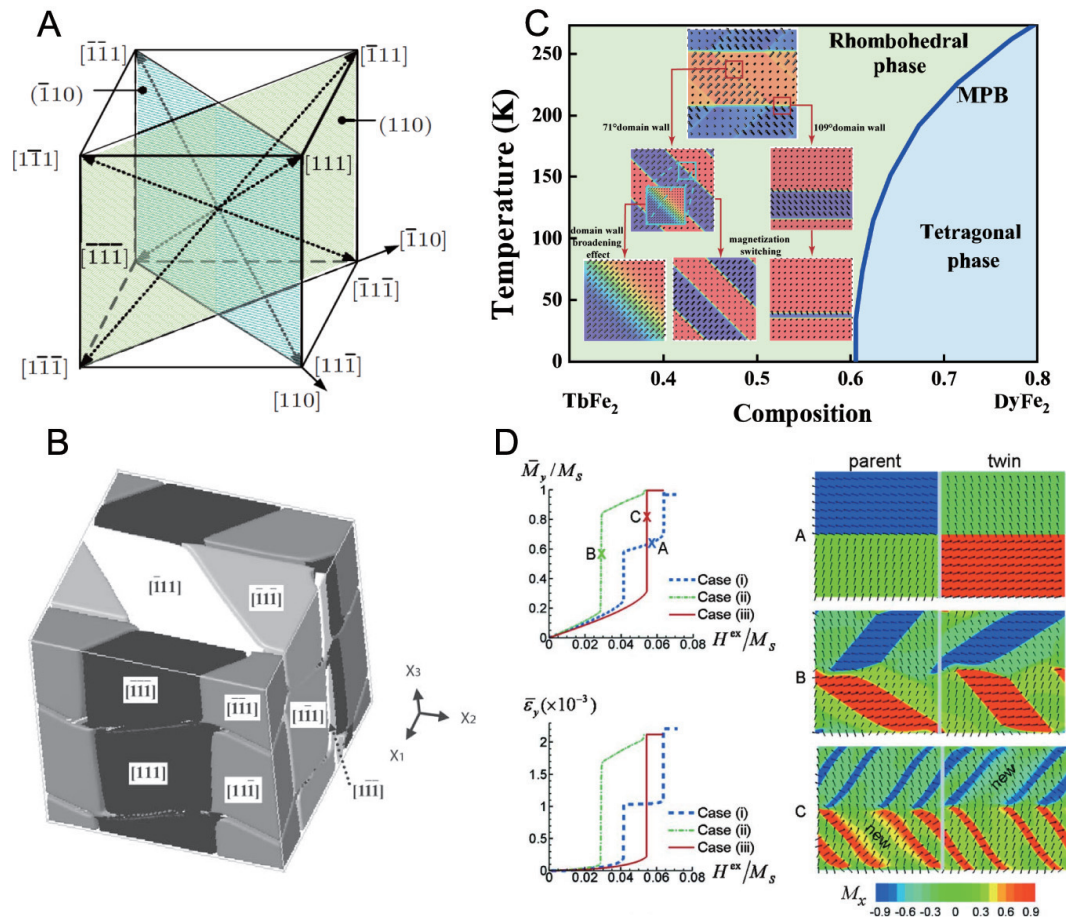 A
[1̅1̅1]
[1̅11]
(1̅10)
(110)
[11̅1]
[111]
[1̅1̅1̅]
[1̅10]
[1̅11̅]
[11̅1̅]
[111̅]
[110]
B
[1̅11]
[1̅1̅1̅]
[1̅1̅1̅]
[1̅1̅1]
[11̅1]
[111]
[111̅]
[11̅1̅]
X3
X2
X1
C
Temperature (K)
250
200
150
100
50
0
Rhombohedral
phase
MPB
71°domain wall
109°domain wall
domain wall
broadening
effect
magnetization
switching
Tetragonal
phase
0.4 0.5 0.6 0.7 0.8
TbFe₂ Composition DyFe₂
D
M̅y/Ms
1
0.8
0.6
0.4
0.2
0
C
B
A
Case (i)
Case (ii)
Case (iii)
0 0.02 0.04 0.06 0.08
Hᵉˣ/Ms
ε̅y(×10⁻³)
2
1.5
1
0.5
0
Case (i)
Case (ii)
Case (iii)
0 0.02 0.04 0.06 0.08
Hᵉˣ/Ms
parent twin
A
B
C
new
new
Mx
-0.9 -0.6 -0.3 0 0.3 0.6 0.9